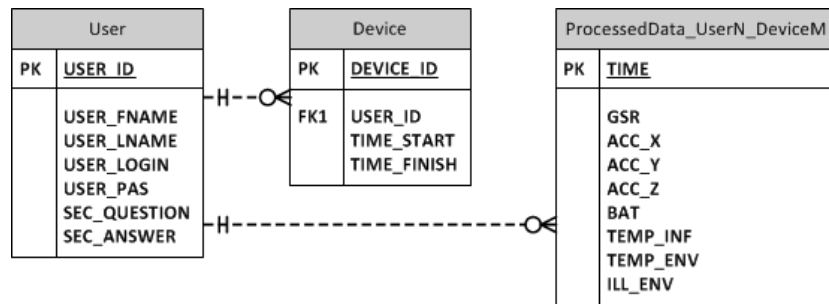 User
PK USER_ID
USER_FNAME
USER_LNAME
USER_LOGIN
USER_PAS
SEC_QUESTION
SEC_ANSWER
Device
PK DEVICE_ID
FK1 USER_ID
TIME_START
TIME_FINISH
ProcessedData_UserN_DeviceM
PK TIME
GSR
ACC_X
ACC_Y
ACC_Z
BAT
TEMP_INF
TEMP_ENV
ILL_ENV